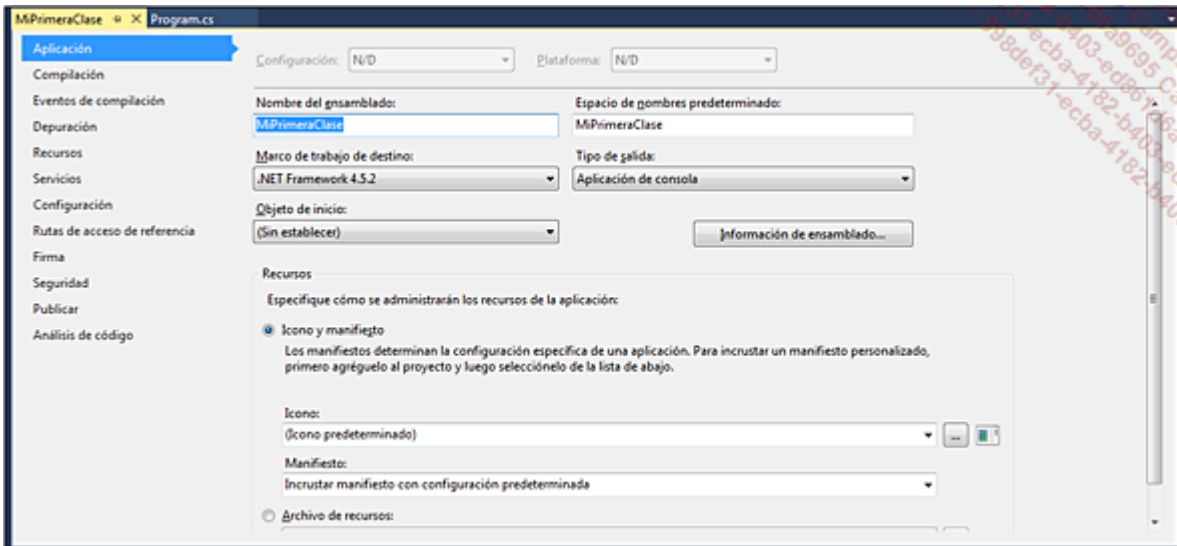 MiPrimeraClase Program.cs
Aplicación
Compilación
Eventos de compilación
Depuración
Recursos
Servicios
Configuración
Rutas de acceso de referencia
Firma
Seguridad
Publicar
Análisis de código
Configuración: N/D Plataforma: N/D
Nombre del ensamblado: Espacio de nombres predeterminado:
MiPrimeraClase MiPrimeraClase
Marco de trabajo de destino: Tipo de salida:
.NET Framework 4.5.2 Aplicación de consola
Objeto de inicio:
(Sin establecer) Información de ensamblado...
Recursos
Especifique cómo se administrarán los recursos de la aplicación:
Icono y manifiesto
Los manifiestos determinan la configuración específica de una aplicación. Para incrustar un manifiesto personalizado,
primero agréguelo al proyecto y luego selecciónelo de la lista de abajo.
Icono:
(Icono predeterminado) ...
Manifiesto:
Incrustar manifiesto con configuración predeterminada
Archivo de recursos: